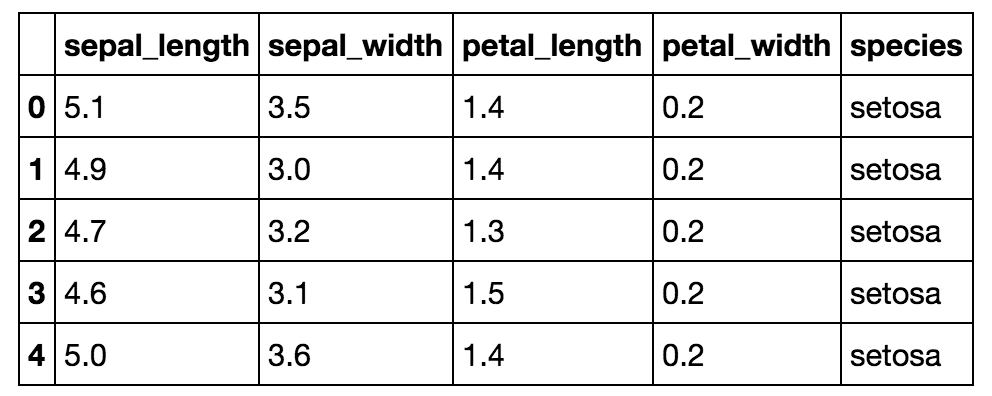 sepal_length sepal_width petal_length petal_width species
0 5.1 3.5 1.4 0.2 setosa
1 4.9 3.0 1.4 0.2 setosa
2 4.7 3.2 1.3 0.2 setosa
3 4.6 3.1 1.5 0.2 setosa
4 5.0 3.6 1.4 0.2 setosa